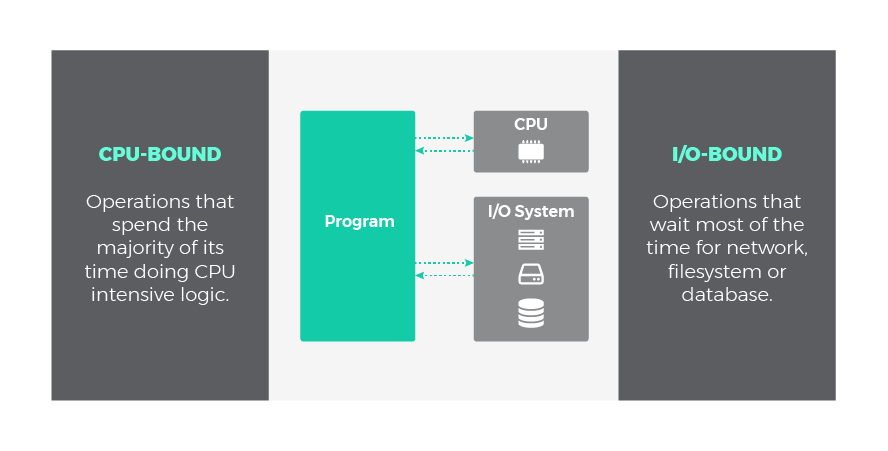 CPU-BOUND
Operations that
spend the
majority of its
time doing CPU
intensive logic.
Program
CPU
I/O System
I/O-BOUND
Operations that
wait most of the
time for network,
filesystem or
database.